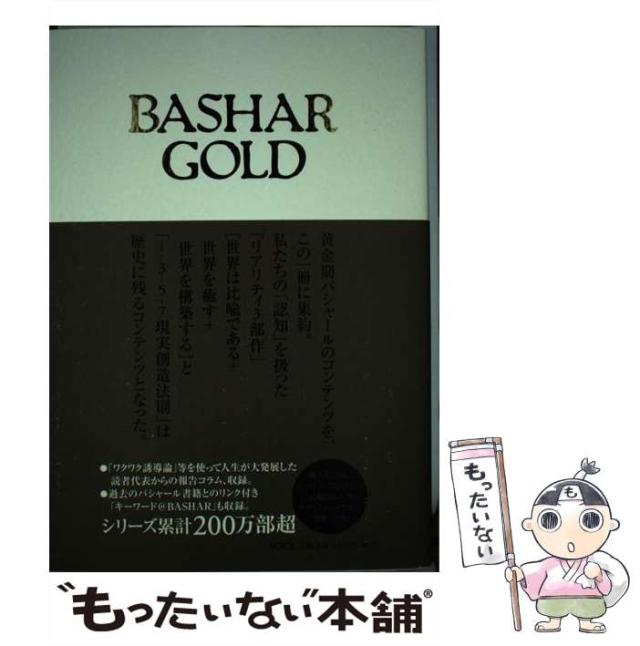 BASHAR
GOLD
黄金期バシャールのコンテンツを、
この一冊に集約。
私たちの「認知」を扱った
「リアリティ3部作」
[世界は比喩である+
世界を癒す+
世界を構築する]と
「1-3-5-7現実創造法則」は
歴史に残るコンテンツとなった。
●「ワクワク誘導論」等を使って人生が大発展した
読者代表からの報告コラム、収録。
●過去のバシャール書籍とのリンク付き
「キーワード@BASHAR」も収録。
シリーズ累計200万部超
も
もったいない
"もったいない"本舗®